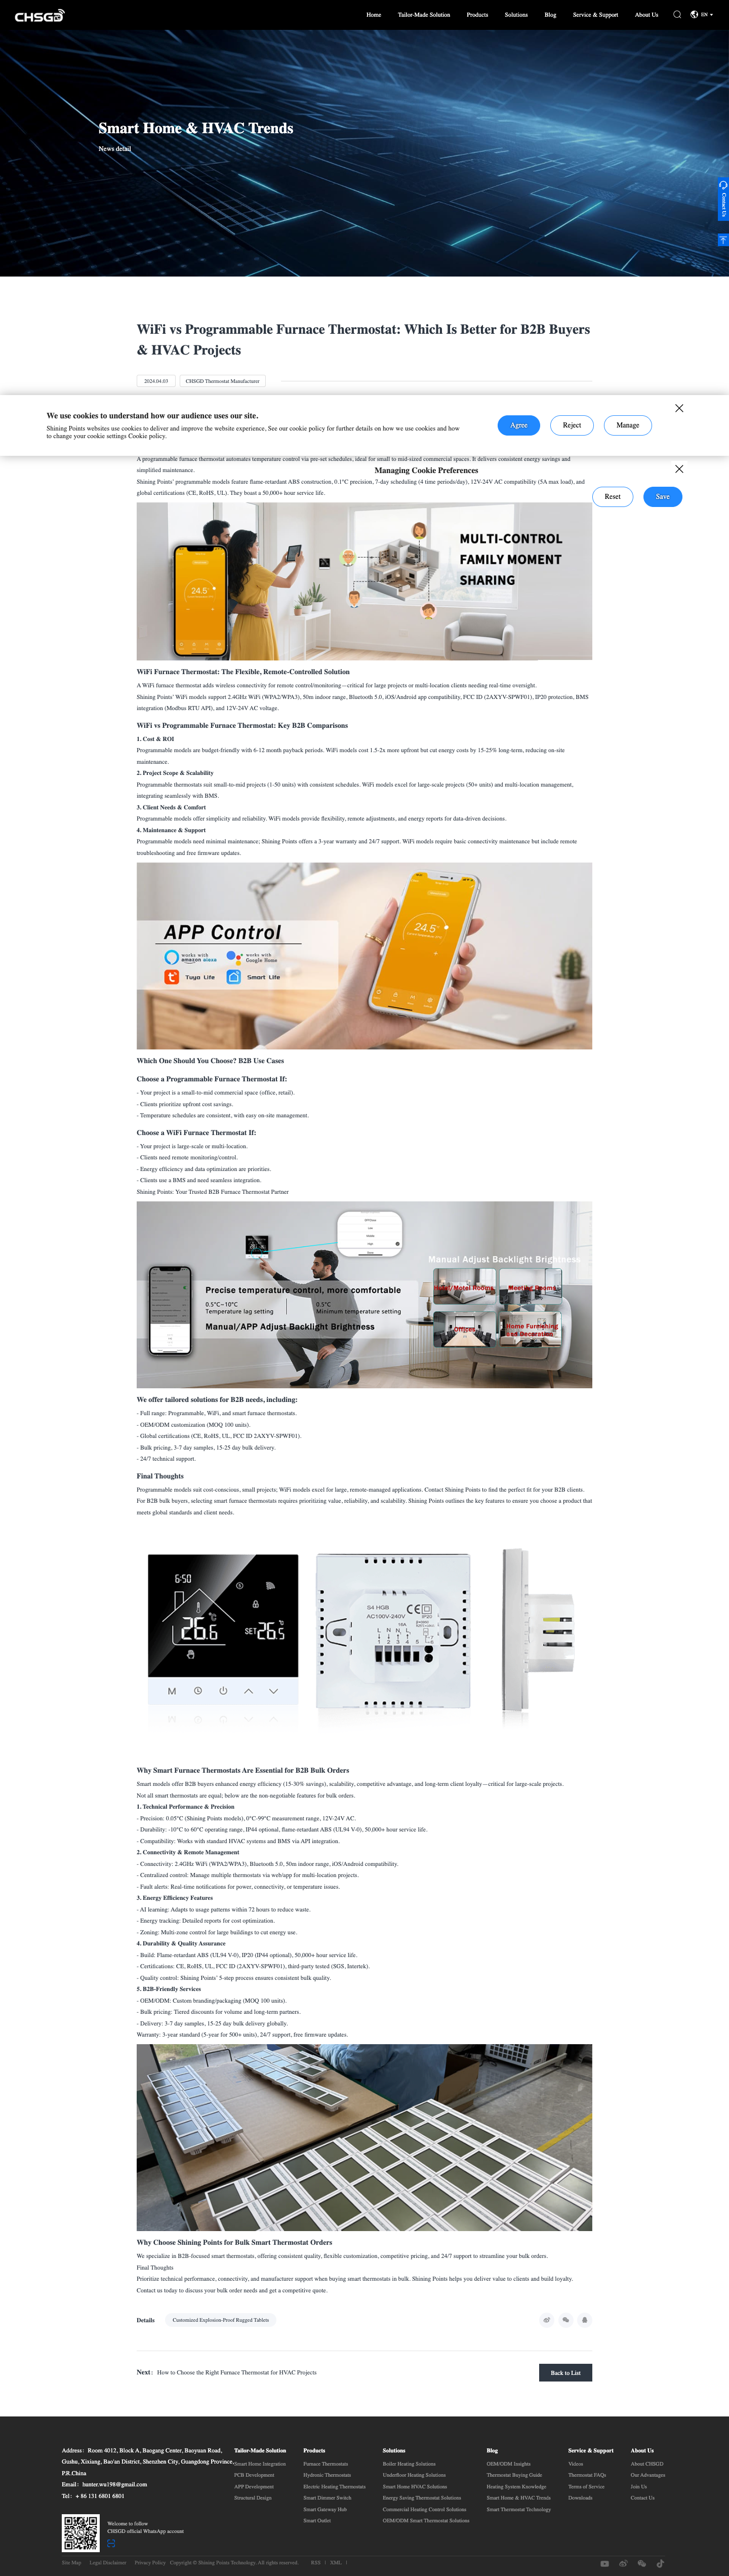 CHSGD
Home Tailor-Made Solution Products Solutions Blog Service & Support About Us EN
Smart Home & HVAC Trends
News detail
Contact Us
WiFi vs Programmable Furnace Thermostat: Which Is Better for B2B Buyers
& HVAC Projects
2024.04.03 CHSGD Thermostat Manufacturer
We use cookies to understand how our audience uses our site.
Shining Points websites use cookies to deliver and improve the website experience, See our cookie policy for further details on how we use cookies and how
to change your cookie settings Cookie policy.
Agree Reject Manage
A programmable furnace thermostat automates temperature control via pre-set schedules, ideal for small to mid-sized commercial spaces. It delivers consistent energy savings and
simplified maintenance.
Managing Cookie Preferences
Shining Points' programmable models feature flame-retardant ABS construction, 0.1°C precision, 7-day scheduling (4 time periods/day), 12V-24V AC compatibility (5A max load), and
global certifications (CE, RoHS, UL). They boast a 50,000+ hour service life.
Reset Save
MULTI-CONTROL
FAMILY MOMENT
SHARING
24.5°
WiFi Furnace Thermostat: The Flexible, Remote-Controlled Solution
A WiFi furnace thermostat adds wireless connectivity for remote control/monitoring—critical for large projects or multi-location clients needing real-time oversight.
Shining Points' WiFi models support 2.4GHz WiFi (WPA2/WPA3), 50m indoor range, Bluetooth 5.0, iOS/Android app compatibility, FCC ID (2AXYV-SPWF01), IP20 protection, BMS
integration (Modbus RTU API), and 12V-24V AC voltage.
WiFi vs Programmable Furnace Thermostat: Key B2B Comparisons
1. Cost & ROI
Programmable models are budget-friendly with 6-12 month payback periods. WiFi models cost 1.5-2x more upfront but cut energy costs by 15-25% long-term, reducing on-site
maintenance.
2. Project Scope & Scalability
Programmable thermostats suit small-to-mid projects (1-50 units) with consistent schedules. WiFi models excel for large-scale projects (50+ units) and multi-location management,
integrating seamlessly with BMS.
3. Client Needs & Comfort
Programmable models offer simplicity and reliability. WiFi models provide flexibility, remote adjustments, and energy reports for data-driven decisions.
4. Maintenance & Support
Programmable models need minimal maintenance; Shining Points offers a 3-year warranty and 24/7 support. WiFi models require basic connectivity maintenance but include remote
troubleshooting and free firmware updates.
APP Control
works with
amazon alexa
works with
Google Home
Tuya Life
Smart Life
24.5°
Which One Should You Choose? B2B Use Cases
Choose a Programmable Furnace Thermostat If:
- Your project is a small-to-mid commercial space (office, retail).
- Clients prioritize upfront cost savings.
- Temperature schedules are consistent, with easy on-site management.
Choose a WiFi Furnace Thermostat If:
- Your project is large-scale or multi-location.
- Clients need remote monitoring/control.
- Energy efficiency and data optimization are priorities.
- Clients use a BMS and need seamless integration.
Shining Points: Your Trusted B2B Furnace Thermostat Partner
Manual Adjust Backlight Brightness
Precise temperature control, more comfortable
0.5°C~10°C
Temperature lag setting
0.5°C
Minimum temperature setting
Manual/APP Adjust Backlight Brightness
Hotel/Motel Rooms
Meeting Rooms
Offices
Home Furnishing
and Decoration
We offer tailored solutions for B2B needs, including:
- Full range: Programmable, WiFi, and smart furnace thermostats.
- OEM/ODM customization (MOQ 100 units).
- Global certifications (CE, RoHS, UL, FCC ID 2AXYV-SPWF01).
- Bulk pricing, 3-7 day samples, 15-25 day bulk delivery.
- 24/7 technical support.
Final Thoughts
Programmable models suit cost-conscious, small projects; WiFi models excel for large, remote-managed applications. Contact Shining Points to find the perfect fit for your B2B clients.
For B2B bulk buyers, selecting smart furnace thermostats requires prioritizing value, reliability, and scalability. Shining Points outlines the key features to ensure you choose a product that
meets global standards and client needs.
6:50
26.6
SET 26.5
M
S4 HGB
AC100V-240V
IP20
16A
L N L N
1 2 3 4 5 6
Why Smart Furnace Thermostats Are Essential for B2B Bulk Orders
Smart models offer B2B buyers enhanced energy efficiency (15-30% savings), scalability, competitive advantage, and long-term client loyalty—critical for large-scale projects.
Not all smart thermostats are equal; below are the non-negotiable features for bulk orders.
1. Technical Performance & Precision
- Precision: 0.05°C (Shining Points models), 0°C-99°C measurement range, 12V-24V AC.
- Durability: -10°C to 60°C operating range, IP44 optional, flame-retardant ABS (UL94 V-0), 50,000+ hour service life.
- Compatibility: Works with standard HVAC systems and BMS via API integration.
2. Connectivity & Remote Management
- Connectivity: 2.4GHz WiFi (WPA2/WPA3), Bluetooth 5.0, 50m indoor range, iOS/Android compatibility.
- Centralized control: Manage multiple thermostats via web/app for multi-location projects.
- Fault alerts: Real-time notifications for power, connectivity, or temperature issues.
3. Energy Efficiency Features
- AI learning: Adapts to usage patterns within 72 hours to reduce waste.
- Energy tracking: Detailed reports for cost optimization.
- Zoning: Multi-zone control for large buildings to cut energy use.
4. Durability & Quality Assurance
- Build: Flame-retardant ABS (UL94 V-0), IP20 (IP44 optional), 50,000+ hour service life.
- Certifications: CE, RoHS, UL, FCC ID (2AXYV-SPWF01), third-party tested (SGS, Intertek).
- Quality control: Shining Points' 5-step process ensures consistent bulk quality.
5. B2B-Friendly Services
- OEM/ODM: Custom branding/packaging (MOQ 100 units).
- Bulk pricing: Tiered discounts for volume and long-term partners.
- Delivery: 3-7 day samples, 15-25 day bulk delivery globally.
Warranty: 3-year standard (5-year for 500+ units), 24/7 support, free firmware updates.
Why Choose Shining Points for Bulk Smart Thermostat Orders
We specialize in B2B-focused smart thermostats, offering consistent quality, flexible customization, competitive pricing, and 24/7 support to streamline your bulk orders.
Final Thoughts
Prioritize technical performance, connectivity, and manufacturer support when buying smart thermostats in bulk. Shining Points helps you deliver value to clients and build loyalty.
Contact us today to discuss your bulk order needs and get a competitive quote.
Details Customized Explosion-Proof Rugged Tablets
Next: How to Choose the Right Furnace Thermostat for HVAC Projects
Back to List
Address: Room 4012, Block A, Baogang Center, Baoyuan Road,
Gushu, Xixiang, Bao'an District, Shenzhen City, Guangdong Province,
P.R.China
Email: hunter.wu198@gmail.com
Tel: + 86 131 6801 6801
Welcome to follow
CHSGD official WhatsApp account
Tailor-Made Solution
Smart Home Integration
PCB Development
APP Development
Structural Design
Products
Furnace Thermostats
Hydronic Thermostats
Electric Heating Thermostats
Smart Dimmer Switch
Smart Gateway Hub
Smart Outlet
Solutions
Boiler Heating Solutions
Underfloor Heating Solutions
Smart Home HVAC Solutions
Energy Saving Thermostat Solutions
Commercial Heating Control Solutions
OEM/ODM Smart Thermostat Solutions
Blog
OEM/ODM Insights
Thermostat Buying Guide
Heating System Knowledge
Smart Home & HVAC Trends
Smart Thermostat Technology
Service & Support
Videos
Thermostat FAQs
Terms of Service
Downloads
About Us
About CHSGD
Our Advantages
Join Us
Contact Us
Site Map Legal Disclaimer Privacy Policy Copyright © Shining Points Technology. All rights reserved. RSS | XML |